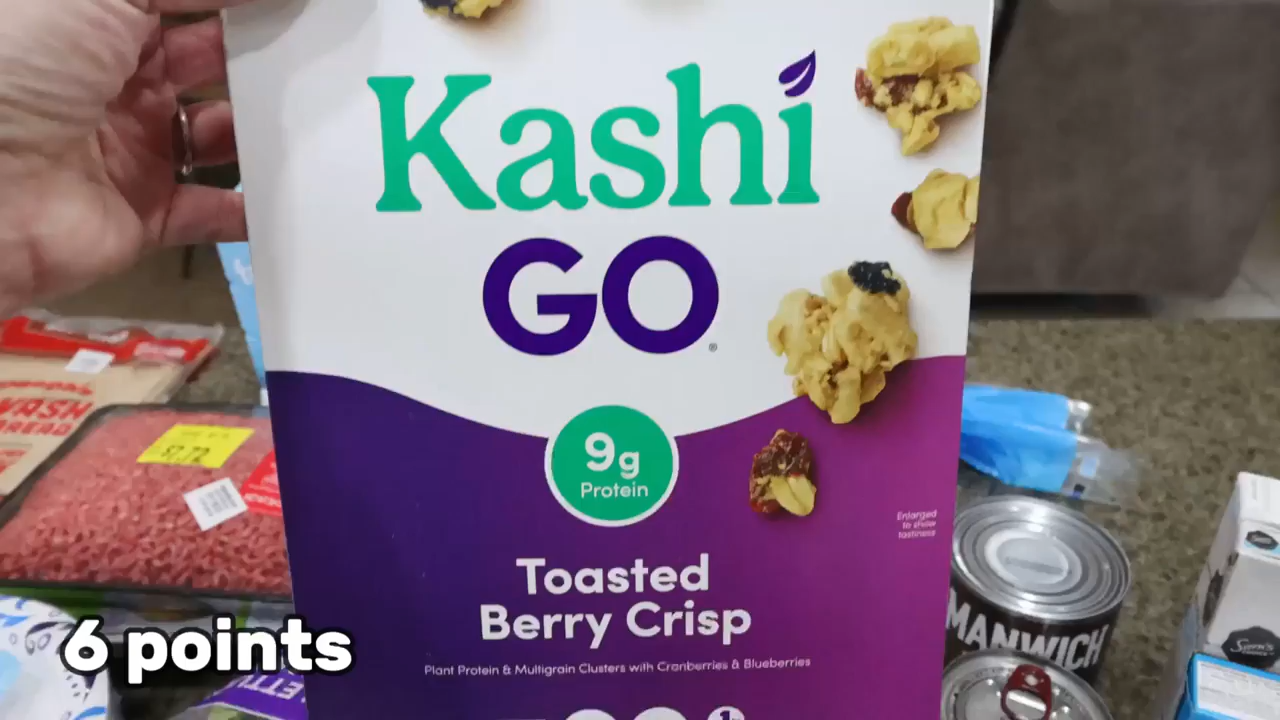 Kashi
GO
9g
Protein
Toasted
Berry Crisp
Plant Protein & Multigrain Clusters with Cranberries & Blueberries
Enlarged
to show
tastiness
MANWICH
6 points